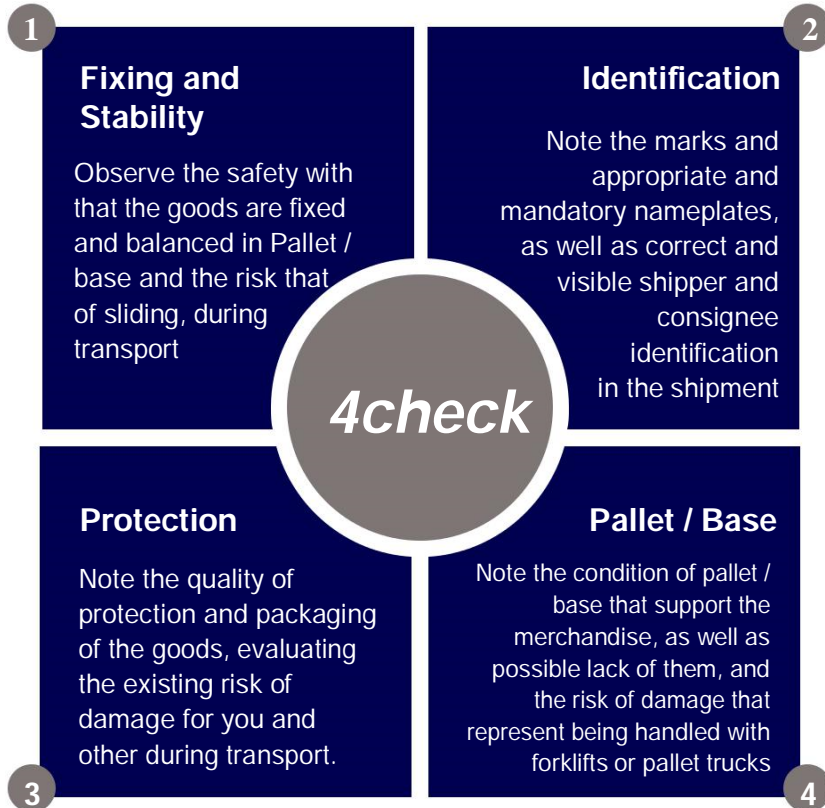 1
Fixing and
Stability
Observe the safety with
that the goods are fixed
and balanced in Pallet /
base and the risk that
of sliding, during
transport
2
Identification
Note the marks and
appropriate and
mandatory nameplates,
as well as correct and
visible shipper and
consignee
identification
in the shipment
4check
3
Protection
Note the quality of
protection and packaging
of the goods, evaluating
the existing risk of
damage for you and
other during transport.
4
Pallet / Base
Note the condition of pallet /
base that support the
merchandise, as well as
possible lack of them, and
the risk of damage that
represent being handled with
forklifts or pallet trucks